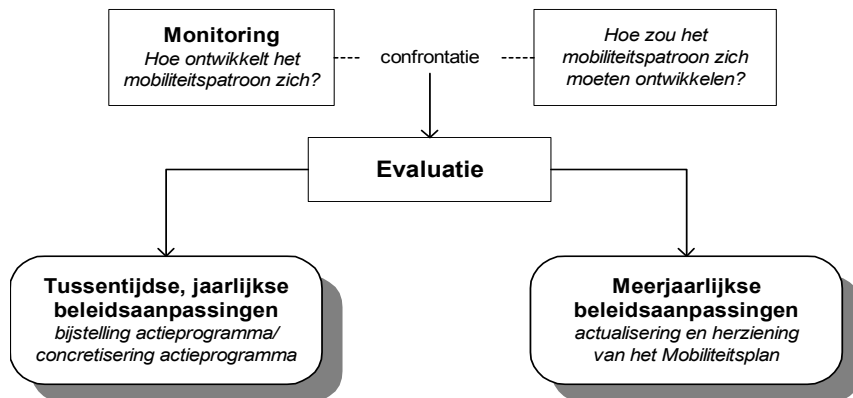 Monitoring
Hoe ontwikkelt het
mobiliteitspatroon zich?
confrontatie
Hoe zou het
mobiliteitspatroon zich
moeten ontwikkelen?
Evaluatie
Tussentijdse, jaarlijkse
beleidsaanpassingen
bijstelling actieprogramma/
concretisering actieprogramma
Meerjaarlijkse
beleidsaanpassingen
actualisering en herziening
van het Mobiliteitsplan